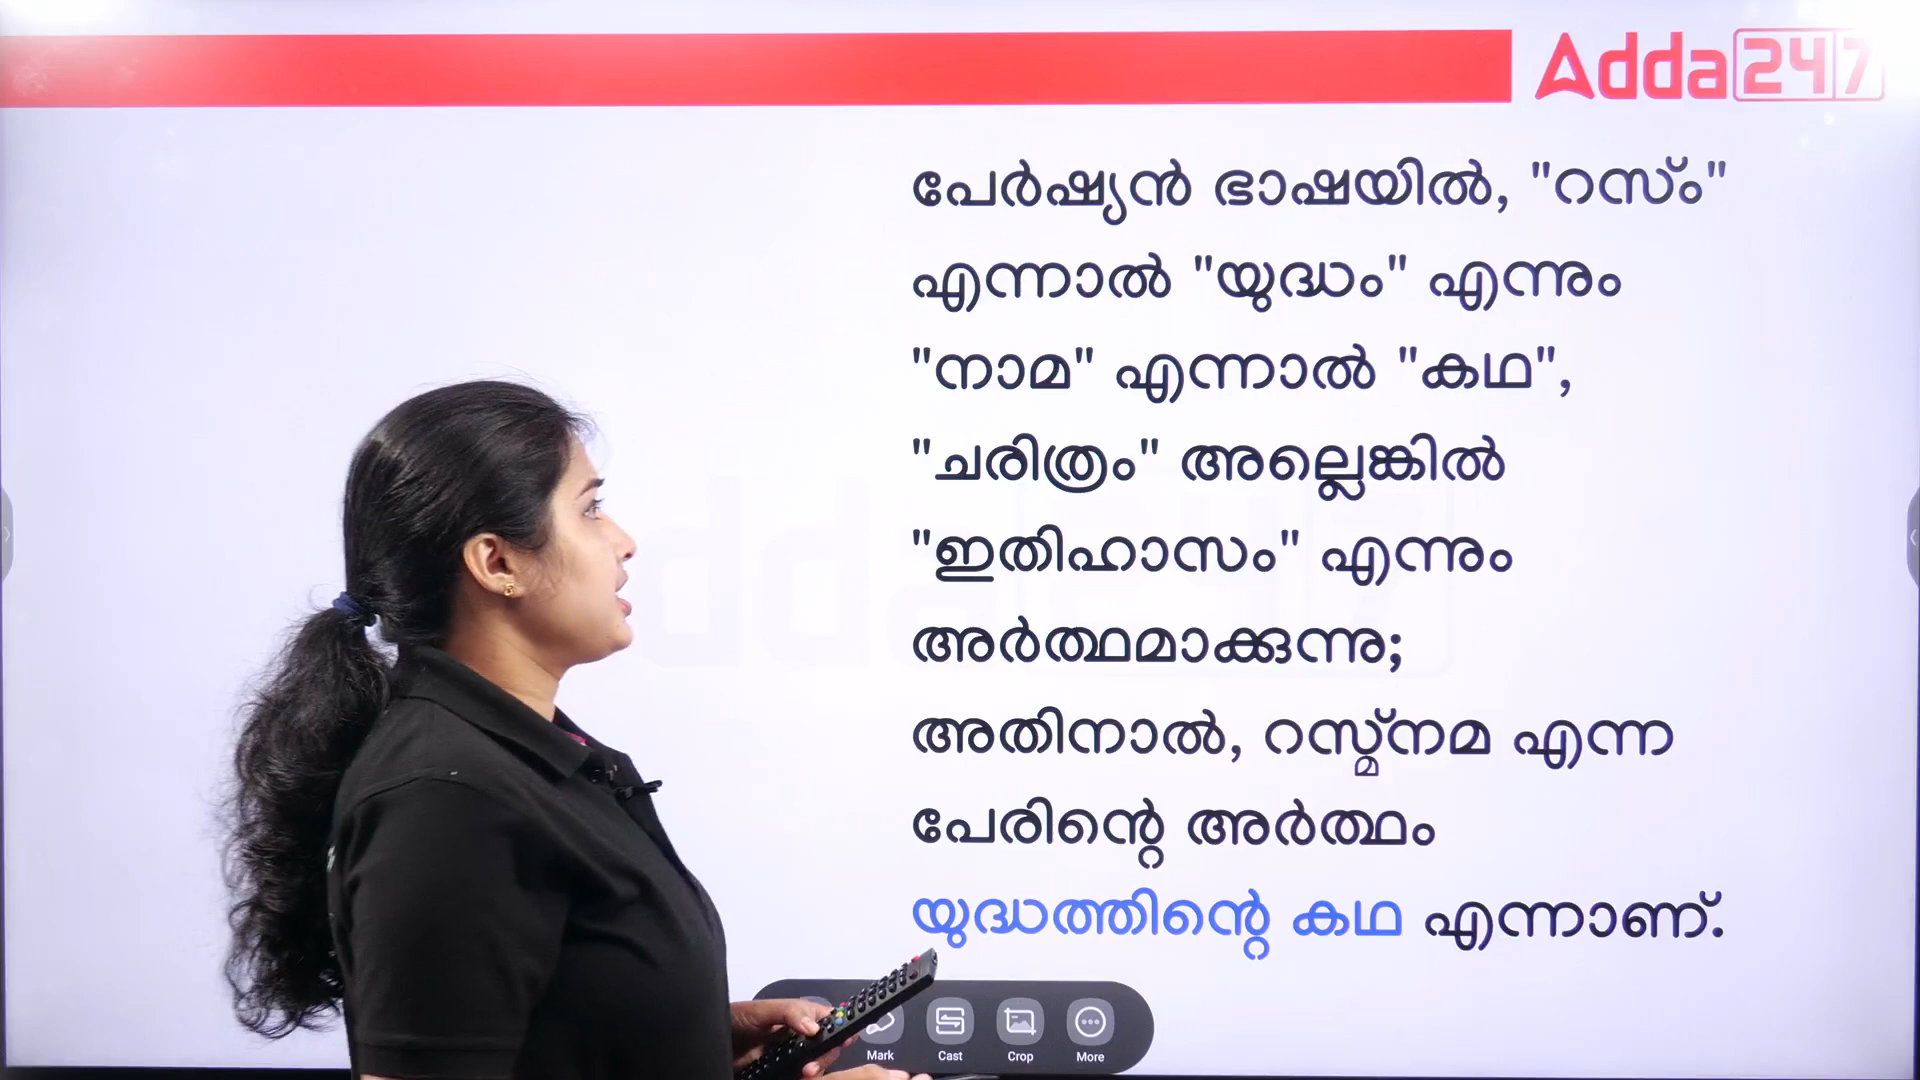 Adda247
പേർഷ്യൻ ഭാഷയിൽ, "റസ്ം"
എന്നാൽ "യുദ്ധം" എന്നും
"നാമ" എന്നാൽ "കഥ",
"ചരിത്രം" അല്ലെങ്കിൽ
"ഇതിഹാസം" എന്നും
അർത്ഥമാക്കുന്നു;
അതിനാൽ, റസ്മ്നമ എന്ന
പേരിന്റെ അർത്ഥം
യുദ്ധത്തിന്റെ കഥ എന്നാണ്.
Mark Cast Crop More